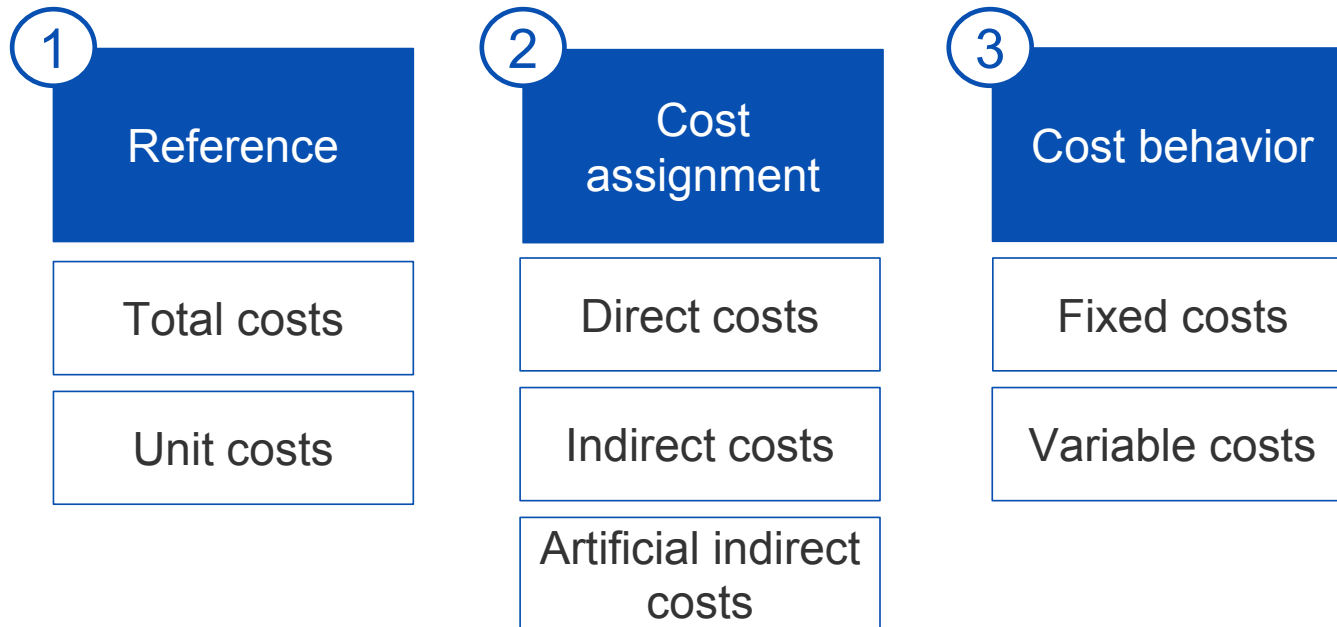 1
Reference
Total costs
Unit costs
2
Cost
assignment
Direct costs
Indirect costs
Artificial indirect
costs
3
Cost behavior
Fixed costs
Variable costs